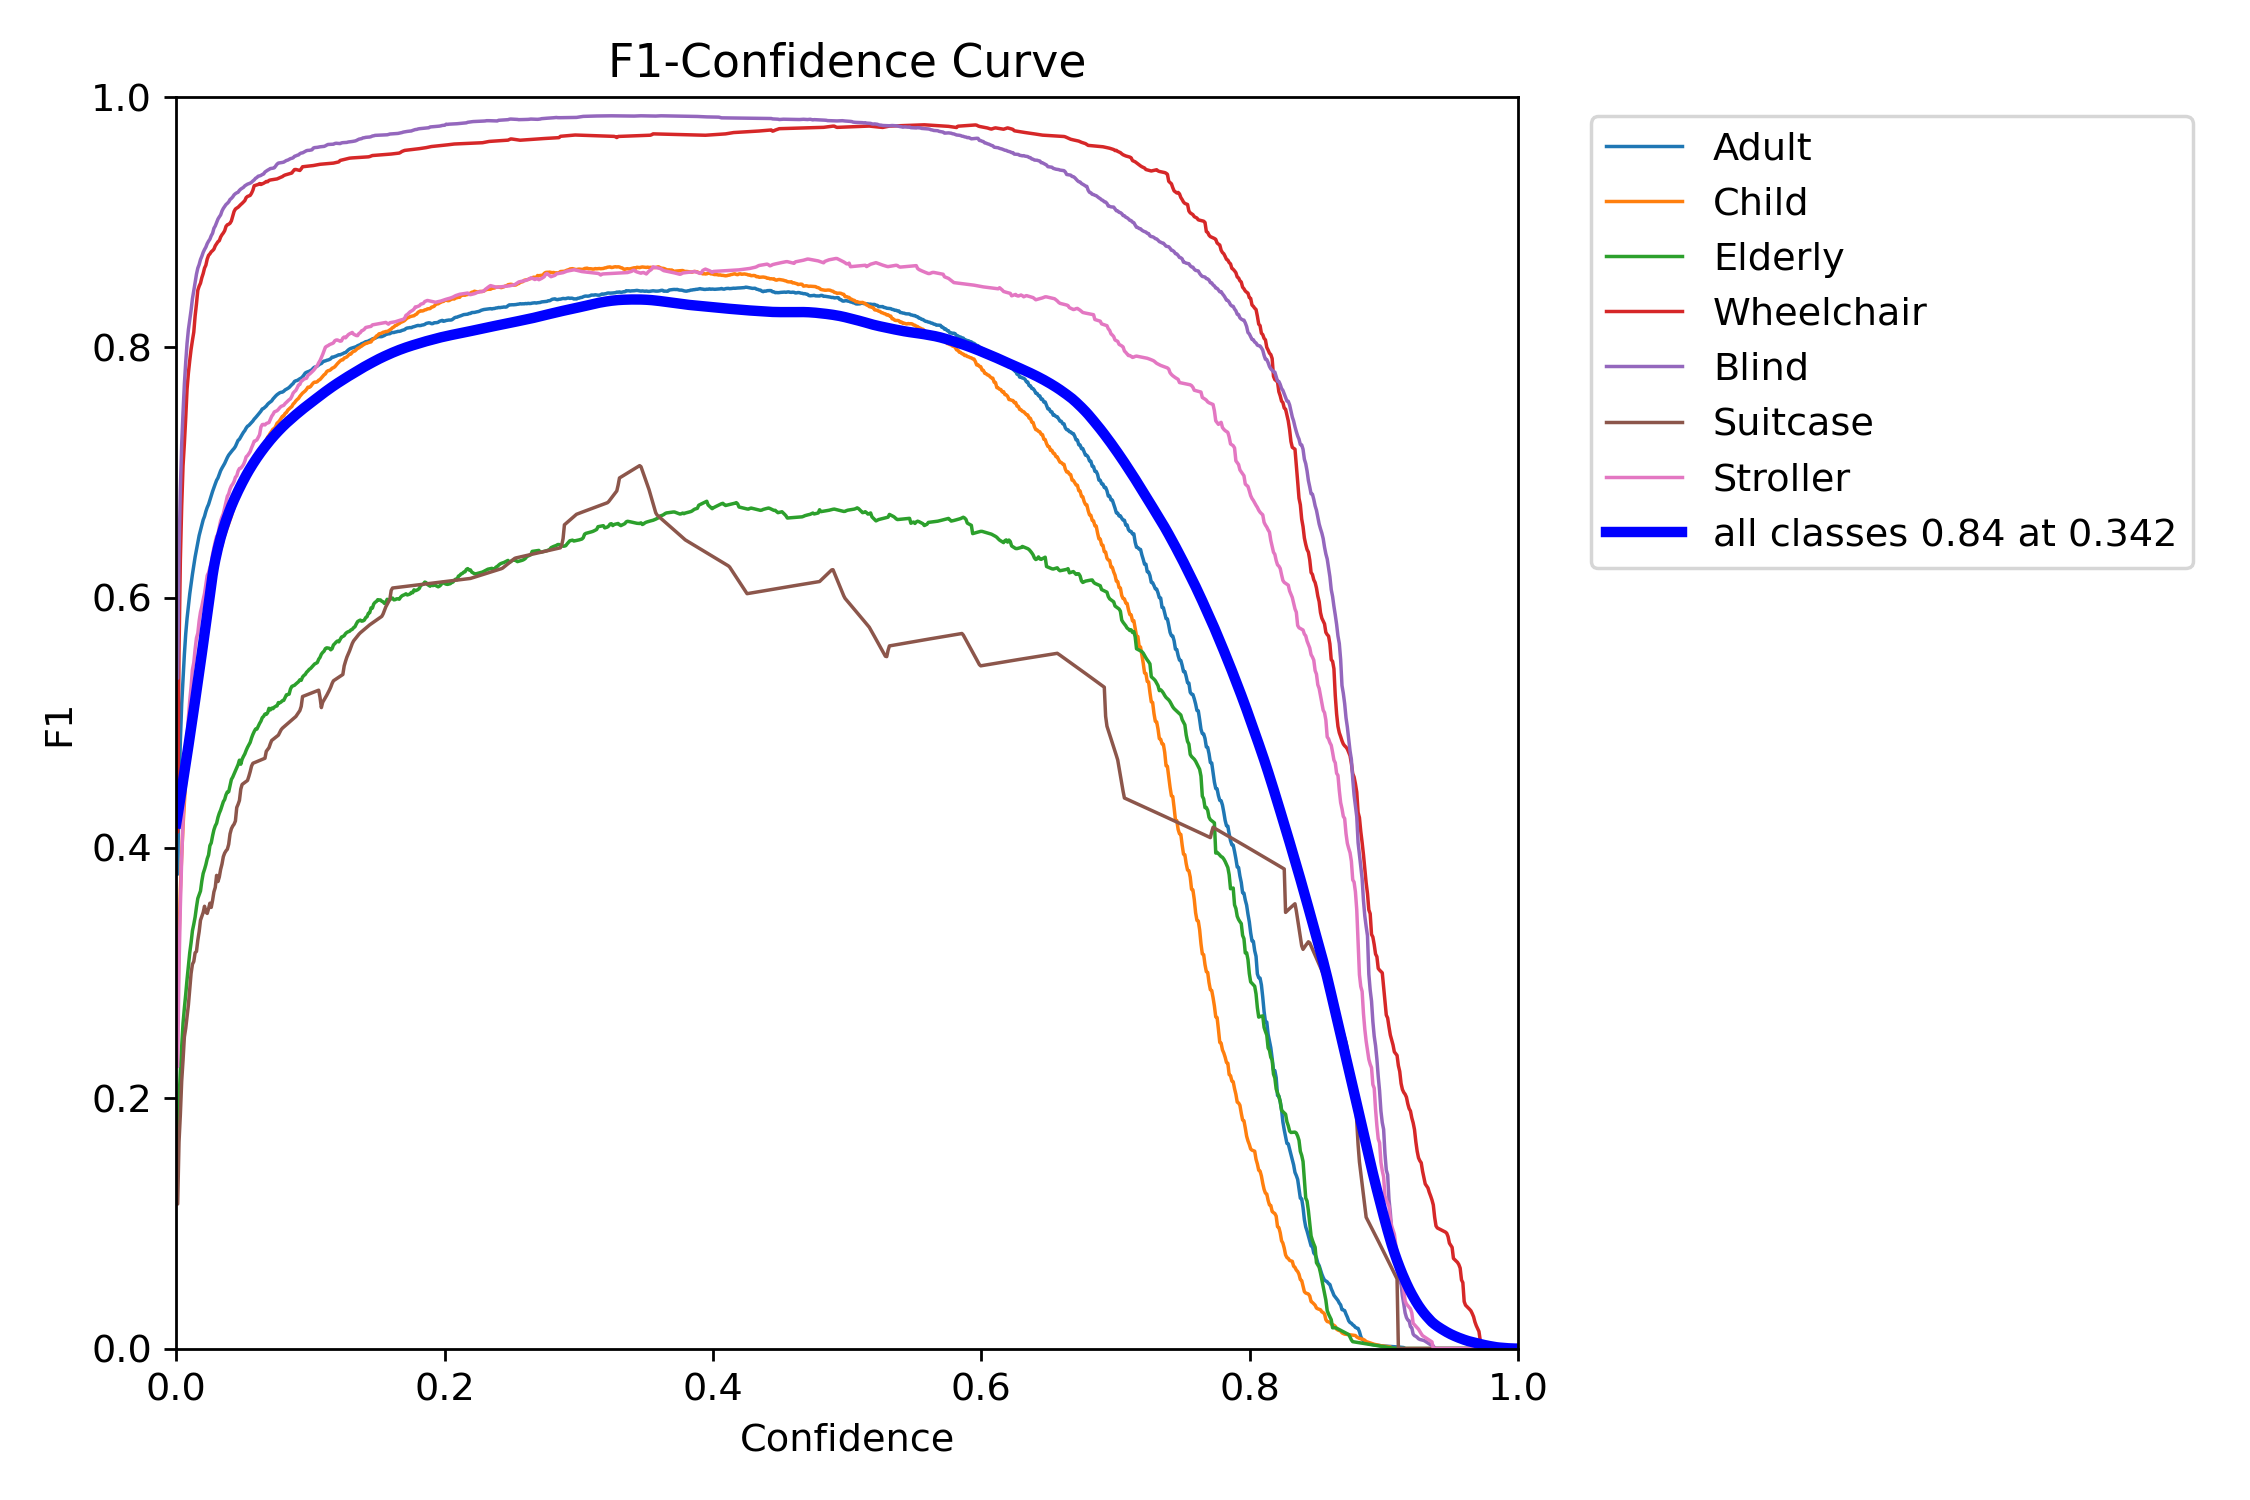 F1-Confidence Curve
1.0
0.8
0.6
0.4
0.2
0.0
F1
0.0 0.2 0.4 0.6 0.8 1.0
Confidence
Adult
Child
Elderly
Wheelchair
Blind
Suitcase
Stroller
all classes 0.84 at 0.342